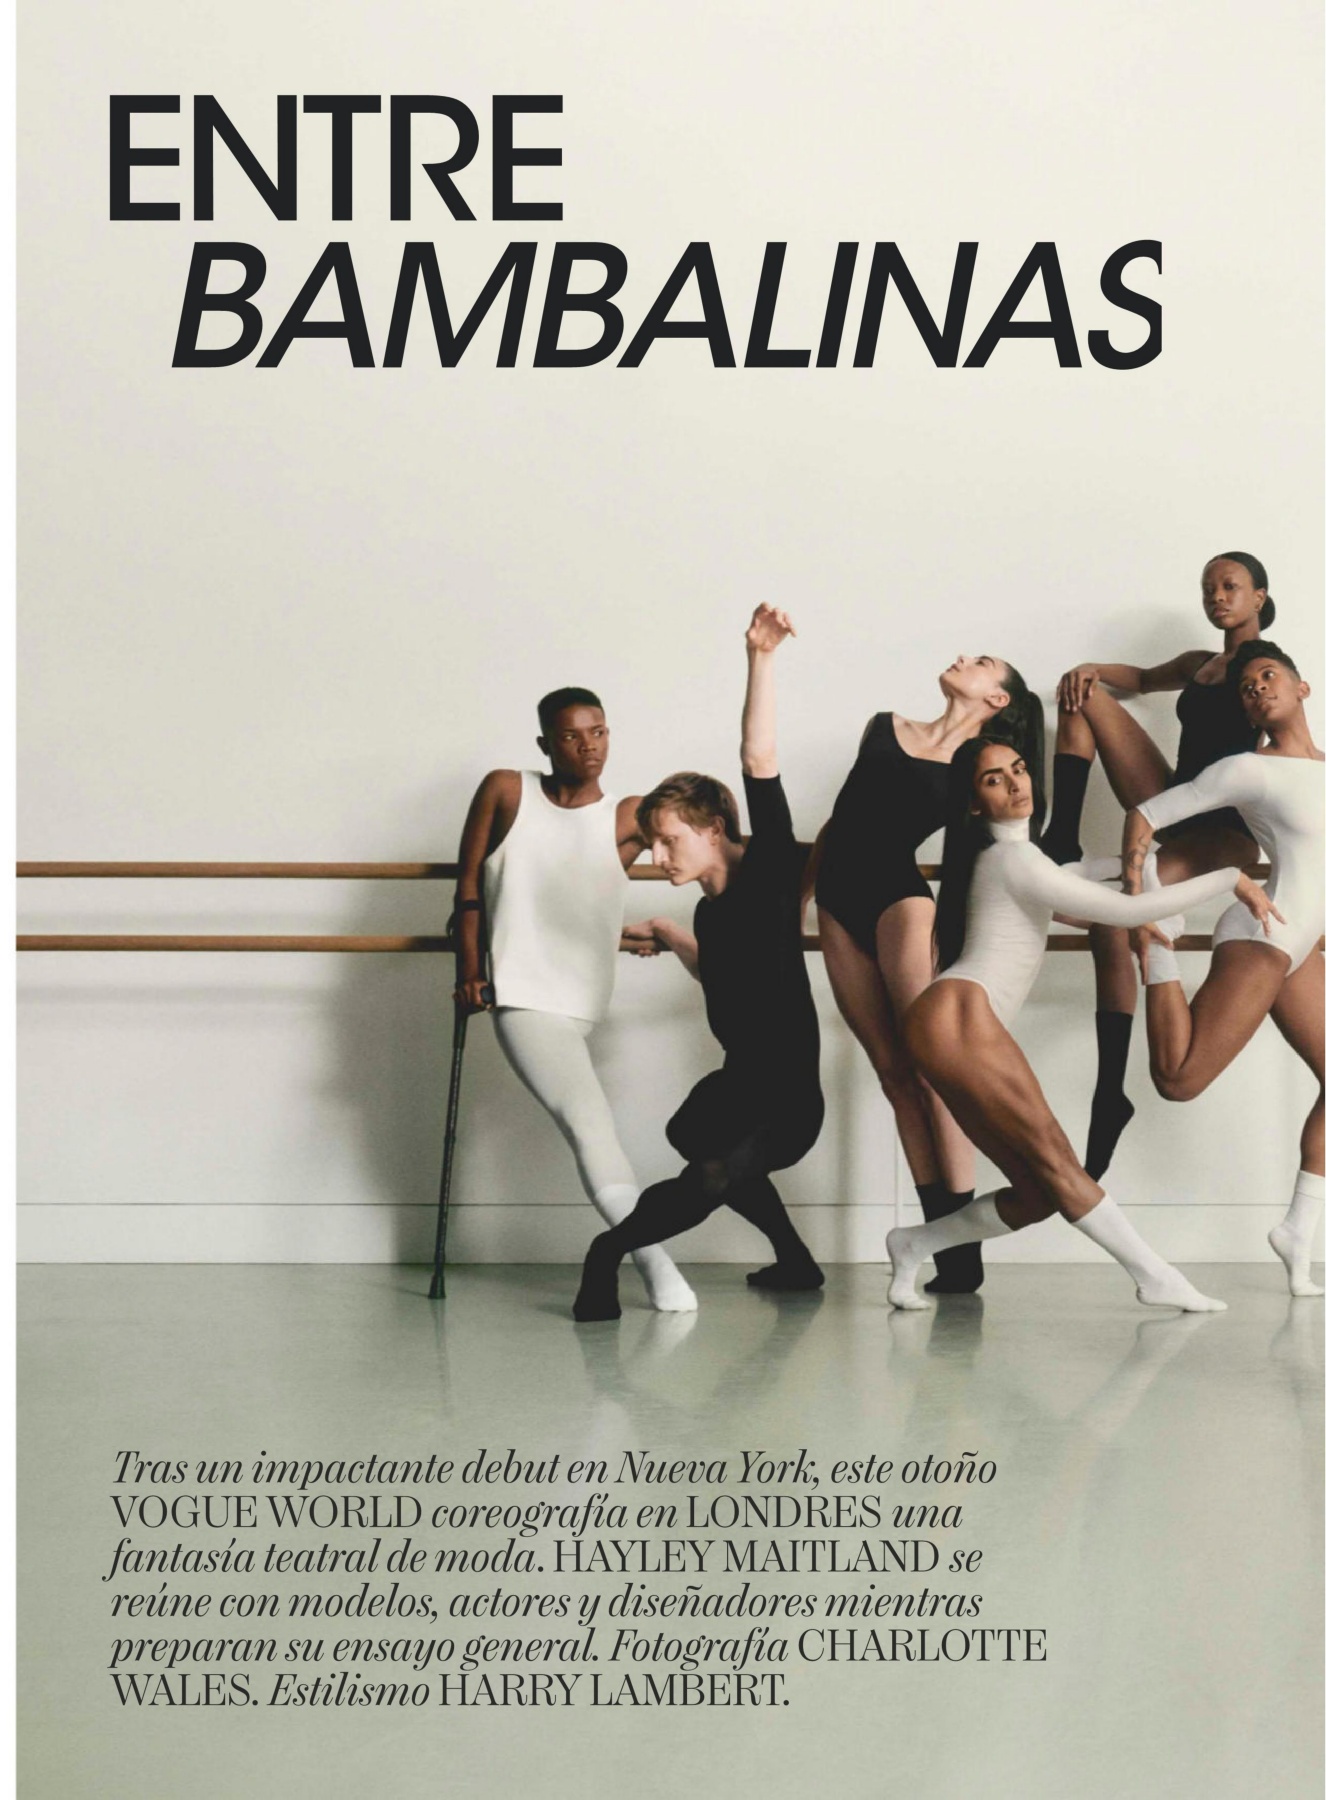 ENTRE
BAMBALINAS
Tras un impactante debut en Nueva York, este otoño
VOGUE WORLD coreografía en LONDRES una
fantasía teatral de moda. HAYLEY MAITLAND se
reúne con modelos, actores y diseñadores mientras
preparan su ensayo general. Fotografía CHARLOTTE
WALES. Estilismo HARRY LAMBERT.